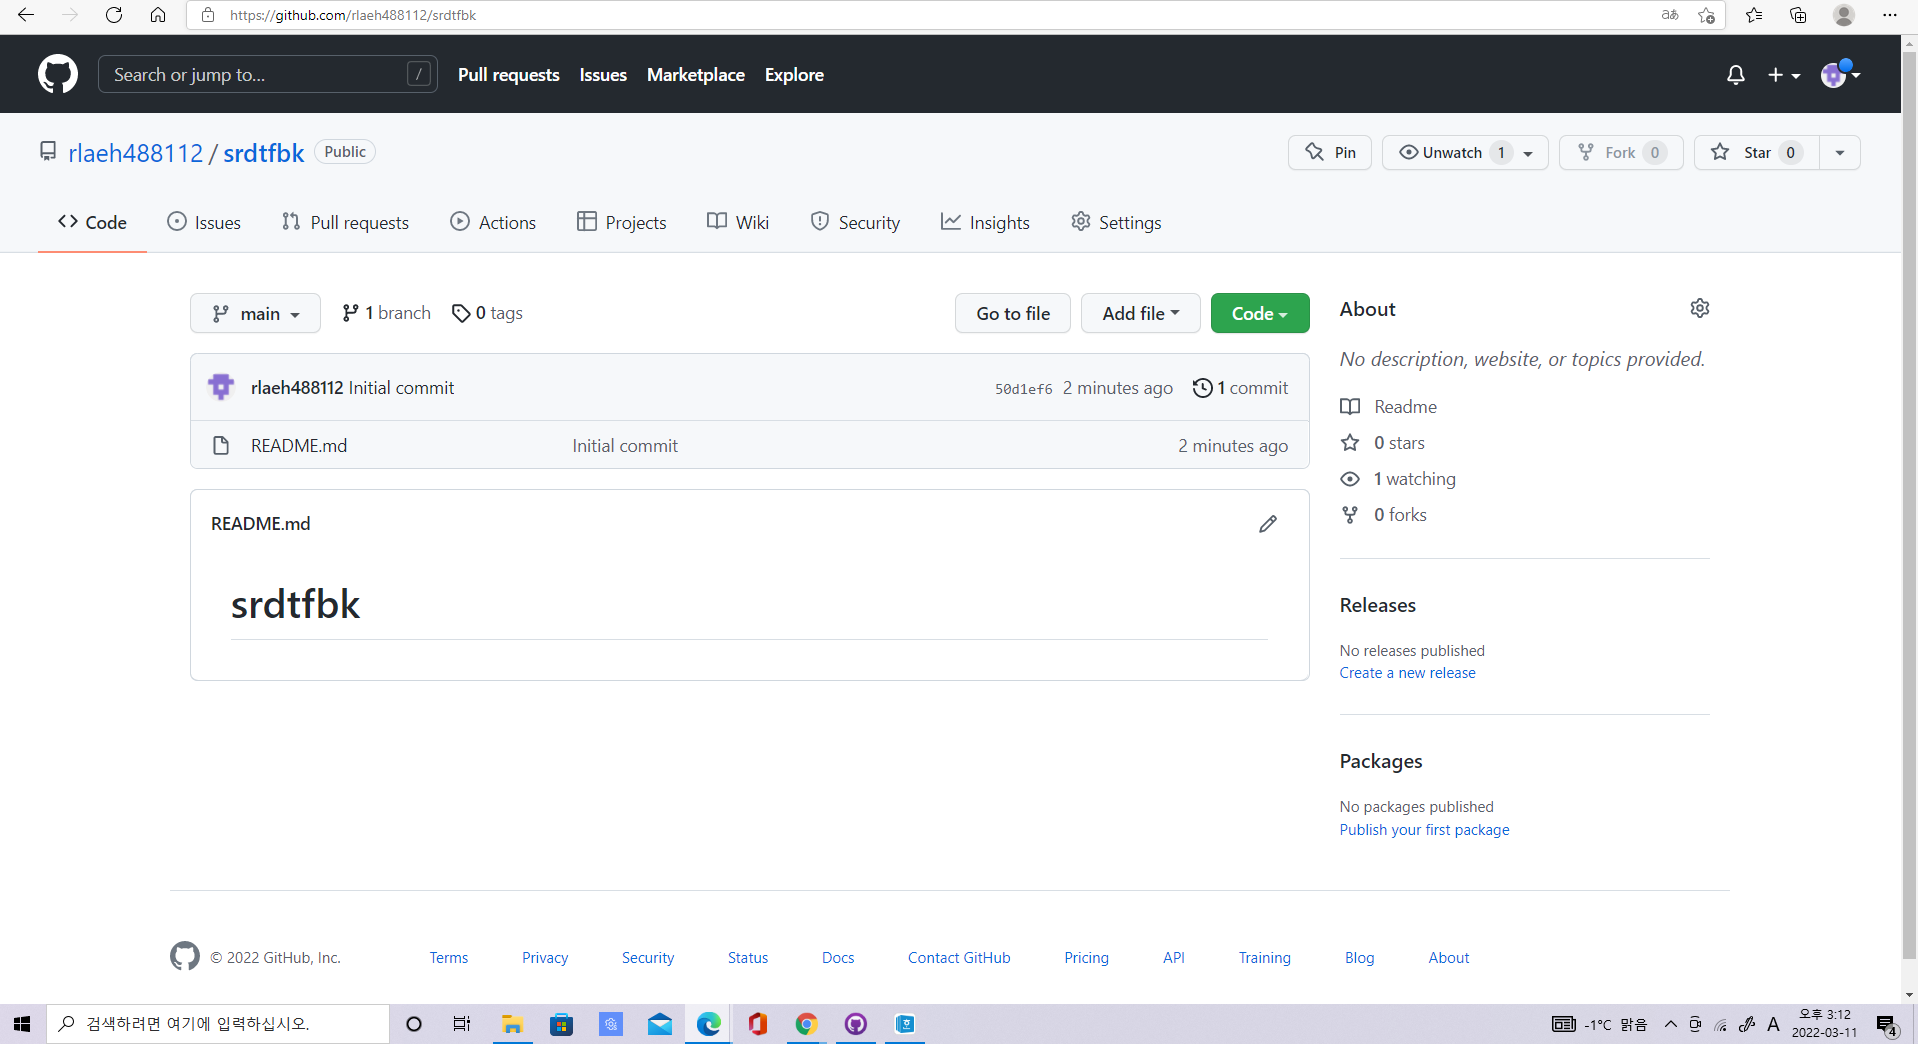 https://github.com/rlaeh488112/srdtfbk
aあ
Search or jump to...
/
Pull requests
Issues
Marketplace
Explore
rlaeh488112 / srdtfbk
Public
Pin
Unwatch 1
Fork 0
Star 0
Code
Issues
Pull requests
Actions
Projects
Wiki
Security
Insights
Settings
main
1 branch
0 tags
Go to file
Add file
Code
rlaeh488112 Initial commit
50d1ef6 2 minutes ago
1 commit
README.md
Initial commit
2 minutes ago
README.md
srdtfbk
About
No description, website, or topics provided.
Readme
0 stars
1 watching
0 forks
Releases
No releases published
Create a new release
Packages
No packages published
Publish your first package
© 2022 GitHub, Inc.
Terms
Privacy
Security
Status
Docs
Contact GitHub
Pricing
API
Training
Blog
About
검색하려면 여기에 입력하십시오.
-1°C 맑음
A
오후 3:12
2022-03-11
4